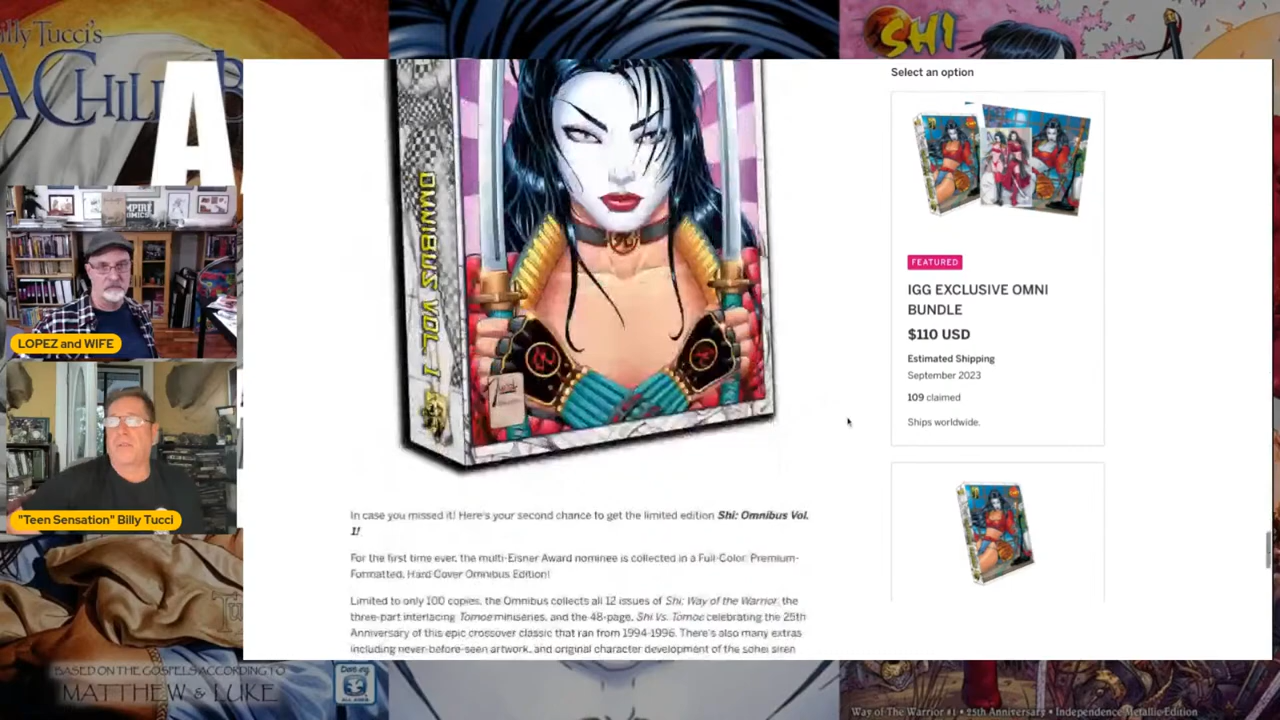 Billy Tucci's
A CHILD
SHI
A
EMPIRE
COMICS
LOPEZ and WIFE
"Teen Sensation" Billy Tucci
OMNIBUS VOL 1
In case you missed it! Here's your second chance to get the limited edition Shi: Omnibus Vol.
1!
For the first time ever, the multi-Eisner Award nominee is collected in a Full-Color, Premium-
Formatted, Hard Cover Omnibus Edition!
Limited to only 100 copies, the Omnibus collects all 12 issues of Shi: Way of the Warrior, the
three-part interlacing Tomoe miniseries, and the 48-page, Shi Vs. Tomoe celebrating the 25th
Anniversary of this epic crossover classic that ran from 1994-1996. There's also many extras
including never-before-seen artwork, and original character development of the sohei siren
Select an option
FEATURED
IGG EXCLUSIVE OMNI
BUNDLE
$110 USD
Estimated Shipping
September 2023
109 claimed
Ships worldwide.
BASED ON THE GOSPELS ACCORDING TO
MATTHEW & LUKE
Way Of The Warrior #1 • 25th Anniversary • Independence Metallic Edition